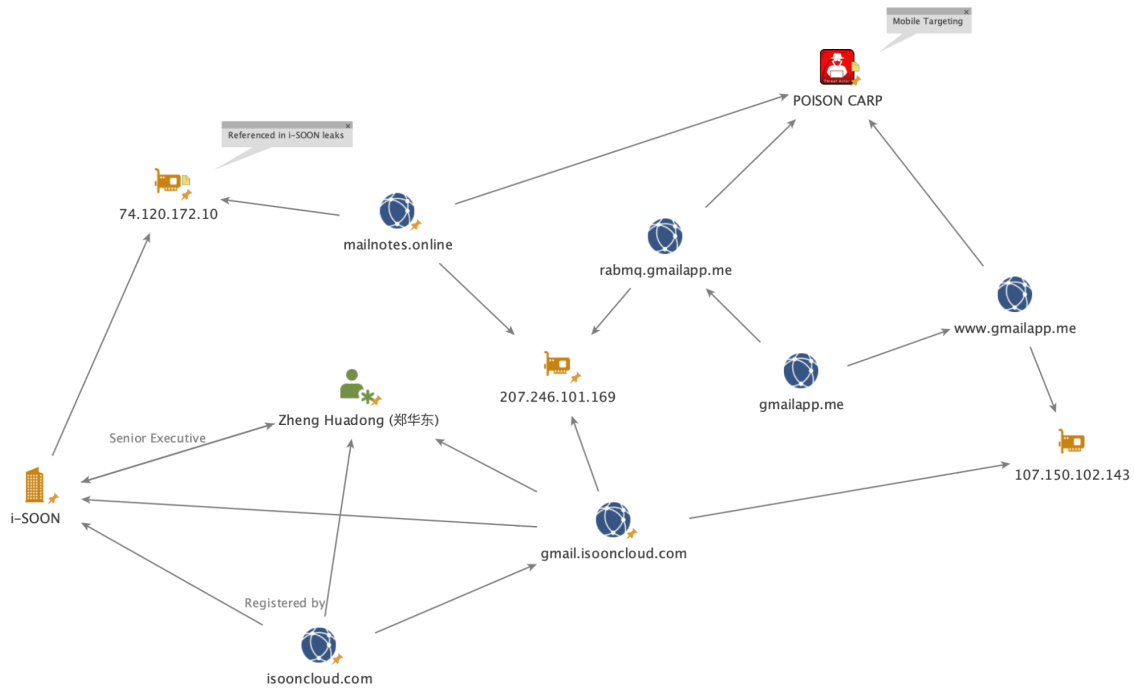 Mobile Targeting
POISON CARP
Referenced in i-SOON leaks
74.120.172.10
mailnotes.online
rabmq.gmailapp.me
www.gmailapp.me
207.246.101.169
gmailapp.me
Zheng Huadong (郑华东)
Senior Executive
107.150.102.143
i-SOON
gmail.isooncloud.com
Registered by
isooncloud.com